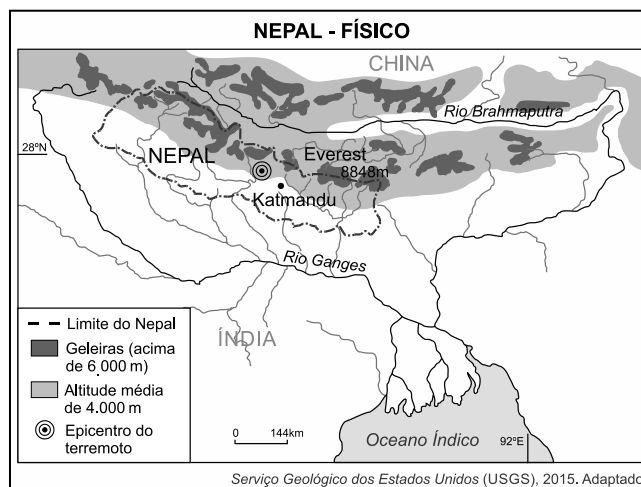 NEPAL - FÍSICO
CHINA
Rio Brahmaputra
28ºN
NEPAL
Everest
8848m
Katmandu
Rio Ganges
ÍNDIA
Limite do Nepal
Geleiras (acima
de 6 000 m)
Altitude média
de 4.000 m
Epicentro do
terremoto
0 144km
Oceano Índico
92ºE
Serviço Geológico dos Estados Unidos (USGS), 2015. Adaptado